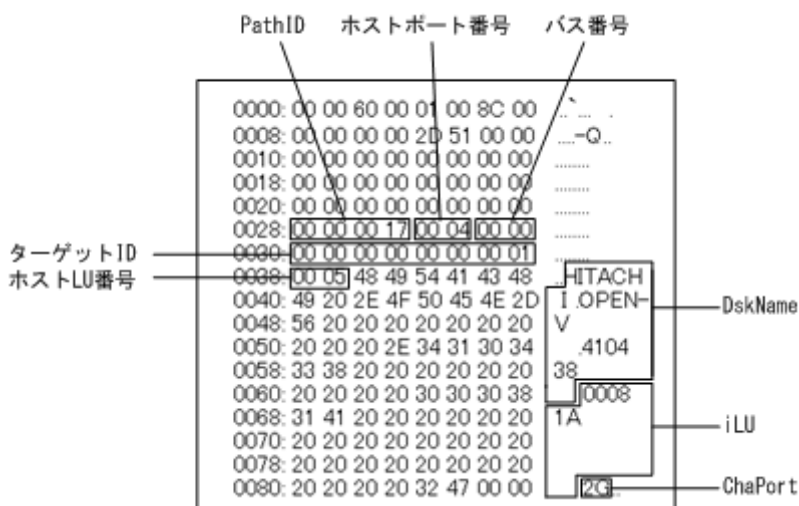 PathID ホストポート番号 バス番号
0000: 00 00 60 00 01 00 8C 00 ..`... .
0008: 00 00 00 00 2D 51 00 00 ....-Q..
0010: 00 00 00 00 00 00 00 00 ........
0018: 00 00 00 00 00 00 00 00 ........
0020: 00 00 00 00 00 00 00 00 ........
0028: 00 00 00 17 00 04 00 00 ........
ターゲットID 0030: 00 00 00 00 00 00 00 01 ........
ホストLU番号 0038: 00 05 48 49 54 41 43 48 ..HITACH
0040: 49 20 2E 4F 50 45 4E 2D I .OPEN-
DskName
0048: 56 20 20 20 20 20 20 20 V
0050: 20 20 20 2E 34 31 30 34 .4104
0058: 33 38 20 20 20 20 20 20 38
0060: 20 20 20 20 30 30 30 38 0008
0068: 31 41 20 20 20 20 20 20 1A
iLU
0070: 20 20 20 20 20 20 20 20
0078: 20 20 20 20 20 20 20 20
0080: 20 20 20 20 32 47 00 00 2G.. ChaPort